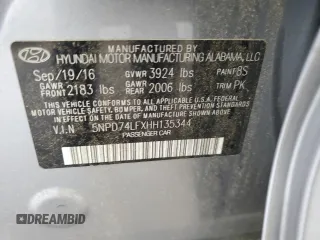 MANUFACTURED BY
HYUNDAI MOTOR MANUFACTURING ALABAMA, LLC.
Sep/19/16 GVWR 3924 lbs PAINT BS
GAWR FRONT 2183 lbs GAWR REAR 2006 lbs TRIM PK
THIS VEHICLE CONFORMS TO ALL APPLICABLE
FEDERAL MOTOR VEHICLE SAFETY, BUMPER, AND
THEFT PREVENTION STANDARDS IN EFFECT ON
THE DATE OF MANUFACTURE SHOWN ABOVE.
V.I.N 5NPD74LFXHH135344
PASSENGER CAR
DREAMBID